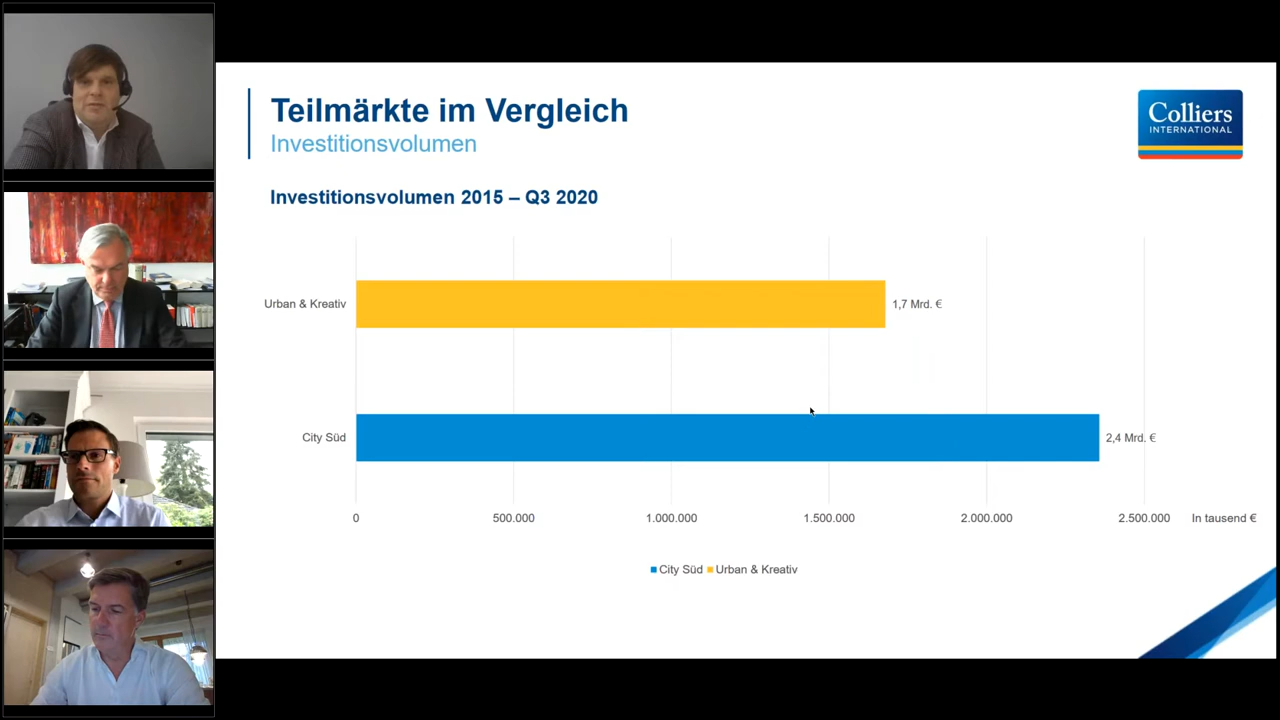 Teilmärkte im Vergleich
Investitionsvolumen
Colliers
INTERNATIONAL
Investitionsvolumen 2015 – Q3 2020
Urban & Kreativ
1,7 Mrd. €
City Süd
2,4 Mrd. €
0
500.000
1.000.000
1.500.000
2.000.000
2.500.000
In tausend €
City Süd
Urban & Kreativ